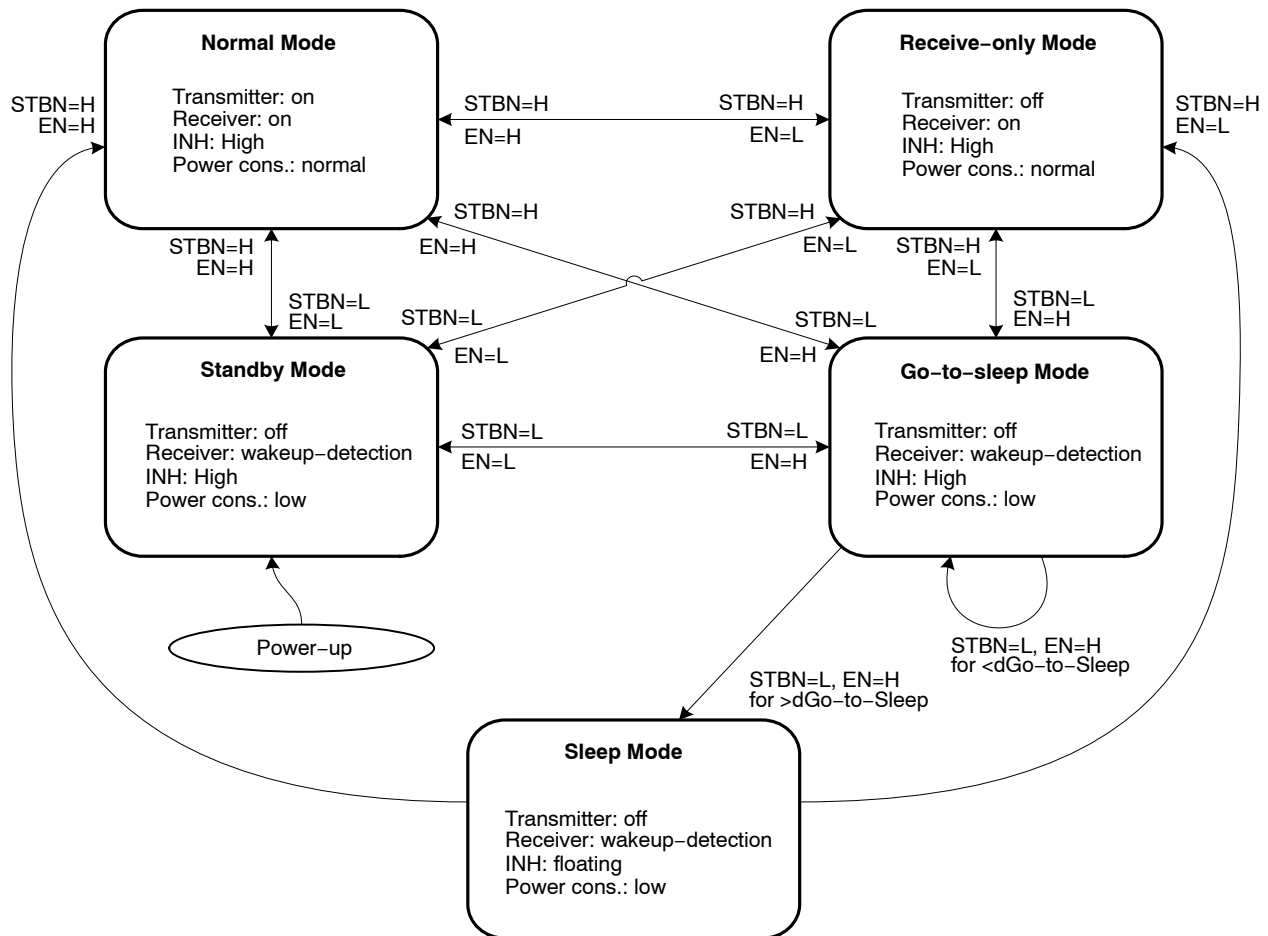 Normal Mode
Transmitter: on
Receiver: on
INH: High
Power cons.: normal
Receive−only Mode
Transmitter: off
Receiver: on
INH: High
Power cons.: normal
STBN=H
EN=H
STBN=H
EN=H
STBN=H
EN=L
STBN=H
EN=L
STBN=H
EN=H
STBN=H
EN=L
STBN=H
EN=H
STBN=L
EN=L
STBN=H
EN=L
STBN=L
EN=H
STBN=L
EN=L
STBN=L
EN=H
Standby Mode
Transmitter: off
Receiver: wakeup−detection
INH: High
Power cons.: low
STBN=L
EN=L
STBN=L
EN=H
Go−to−sleep Mode
Transmitter: off
Receiver: wakeup−detection
INH: High
Power cons.: low
Power−up
STBN=L, EN=H
for <dGo−to−Sleep
STBN=L, EN=H
for >dGo−to−Sleep
Sleep Mode
Transmitter: off
Receiver: wakeup−detection
INH: floating
Power cons.: low